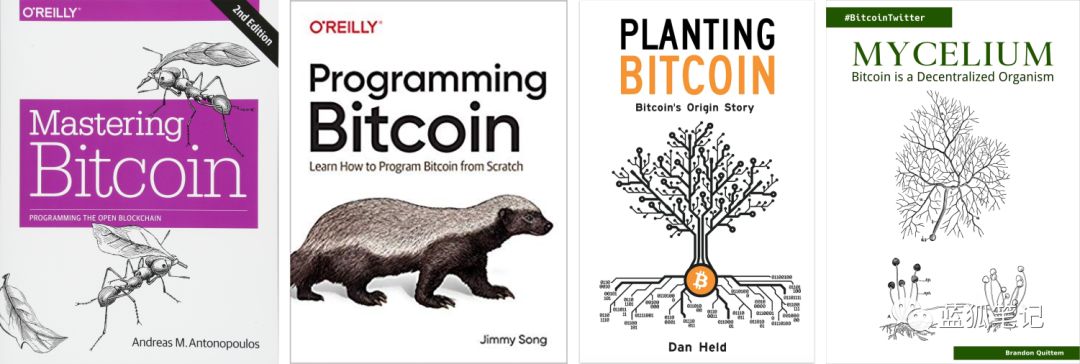 O'REILLY®
2nd Edition
Mastering
Bitcoin
PROGRAMMING THE OPEN BLOCKCHAIN
Andreas M. Antonopoulos
O'REILLY®
Programming
Bitcoin
Learn How to Program Bitcoin from Scratch
Jimmy Song
PLANTING
BITCOIN
Bitcoin's Origin Story
Dan Held
#BitcoinTwitter
MYCELIUM
Bitcoin is a Decentralized Organism
蓝狐笔记
Brandon Quittem